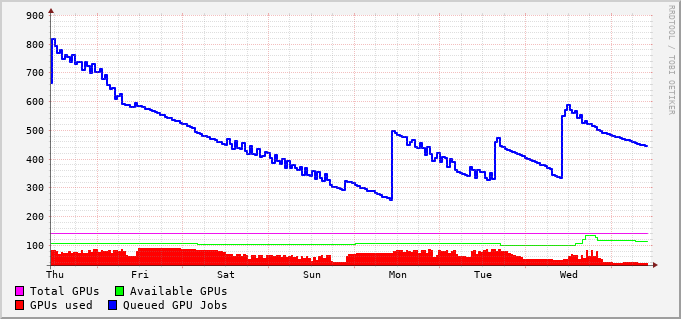 900
800
700
600
500
400
300
200
100
Thu Fri Sat Sun Mon Tue Wed
Total GPUs Available GPUs
GPUs used Queued GPU Jobs
RRDTOOL / TOBI OETIKER